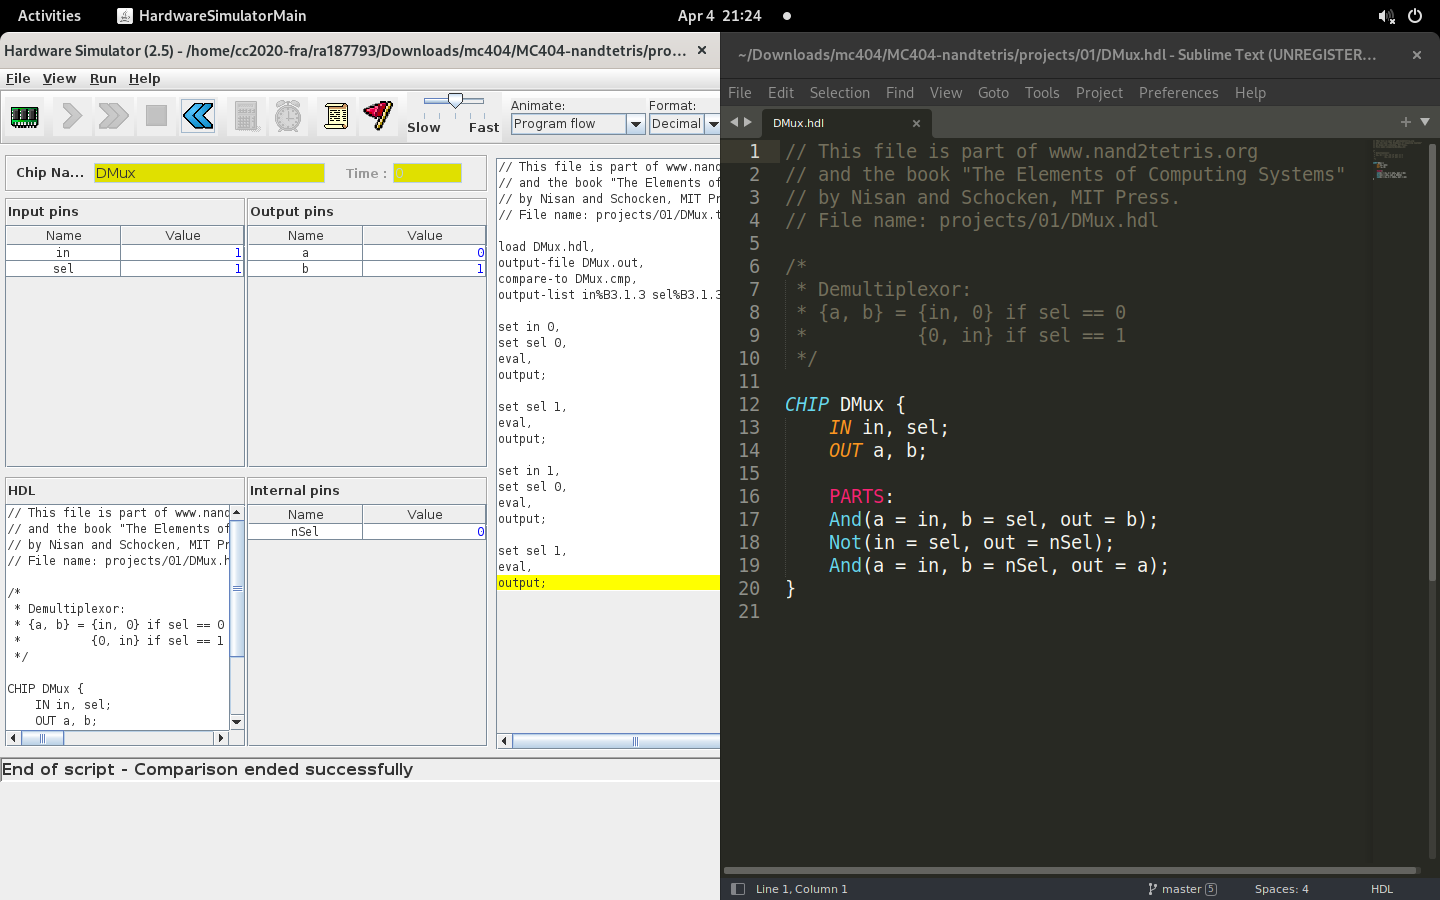 Activities
HardwareSimulatorMain
Apr 4 21:24
Hardware Simulator (2.5) - /home/cc2020-fra/ra187793/Downloads/mc404/MC404-nandtetris/pro...
File View Run Help
Slow Fast
Animate:
Program flow
Format:
Decimal
Chip Na... DMux
Time : 0
Input pins
Name Value
in 1
sel 1
Output pins
Name Value
a 0
b 1
HDL
// This file is part of www.nand
// and the book "The Elements of
// by Nisan and Schocken, MIT Pr
// File name: projects/01/DMux.h
/*
* Demultiplexor:
* {a, b} = {in, 0} if sel == 0
* {0, in} if sel == 1
*/
CHIP DMux {
IN in, sel;
OUT a, b;
Internal pins
Name Value
nSel 0
// This file is part of www.nand
// and the book "The Elements of
// by Nisan and Schocken, MIT Pr
// File name: projects/01/DMux.t
load DMux.hdl,
output-file DMux.out,
compare-to DMux.cmp,
output-list in%B3.1.3 sel%B3.1.3
set in 0,
set sel 0,
eval,
output;
set sel 1,
eval,
output;
set in 1,
set sel 0,
eval,
output;
set sel 1,
eval,
output;
End of script - Comparison ended successfully
~/Downloads/mc404/MC404-nandtetris/projects/01/DMux.hdl - Sublime Text (UNREGISTER...
File Edit Selection Find View Goto Tools Project Preferences Help
DMux.hdl
1 // This file is part of www.nand2tetris.org
2 // and the book "The Elements of Computing Systems"
3 // by Nisan and Schocken, MIT Press.
4 // File name: projects/01/DMux.hdl
5
6 /*
7 * Demultiplexor:
8 * {a, b} = {in, 0} if sel == 0
9 * {0, in} if sel == 1
10 */
11
12 CHIP DMux {
13 IN in, sel;
14 OUT a, b;
15
16 PARTS:
17 And(a = in, b = sel, out = b);
18 Not(in = sel, out = nSel);
19 And(a = in, b = nSel, out = a);
20 }
21
Line 1, Column 1
master 5
Spaces: 4
HDL